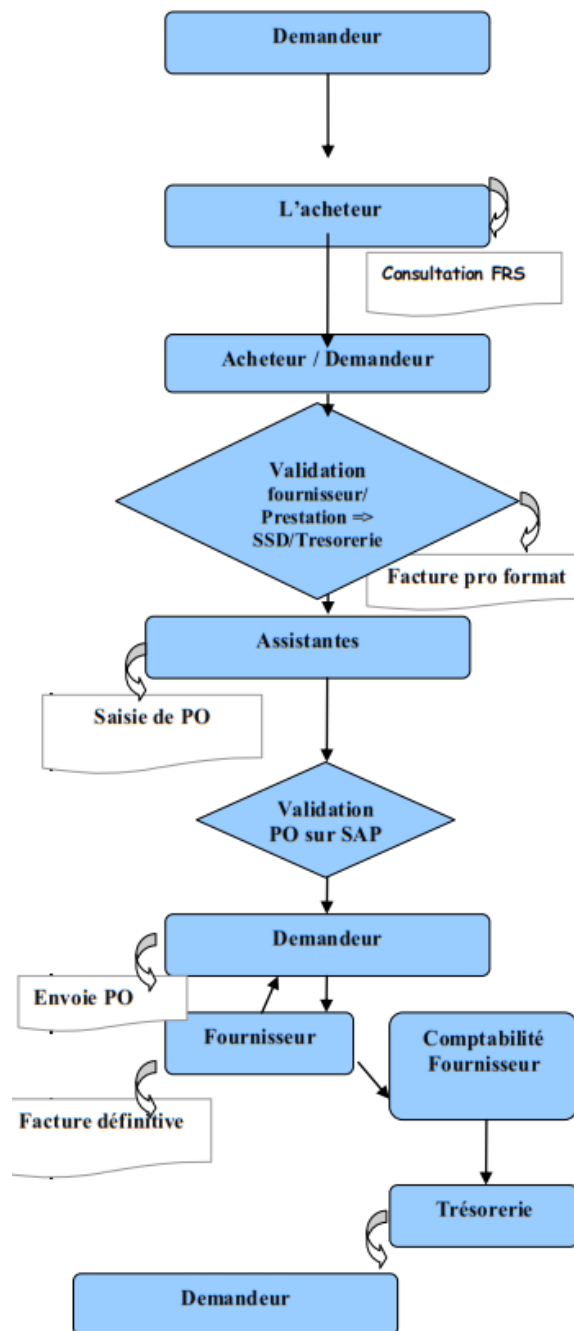 Demandeur
L'acheteur
Consultation FRS
Acheteur / Demandeur
Validation
fournisseur/
Prestation =>
SSD/Tresorerie
Facture pro format
Assistantes
Saisie de PO
Validation
PO sur SAP
Demandeur
Envoie PO
Fournisseur
Comptabilité
Fournisseur
Facture définitive
Trésorerie
Demandeur